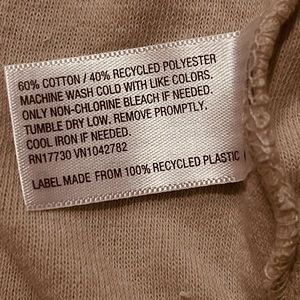 60% COTTON / 40% RECYCLED POLYESTER
MACHINE WASH COLD WITH LIKE COLORS.
ONLY NON-CHLORINE BLEACH IF NEEDED.
TUMBLE DRY LOW. REMOVE PROMPTLY.
COOL IRON IF NEEDED.
RN17730 VN1042782
LABEL MADE FROM 100% RECYCLED PLASTIC